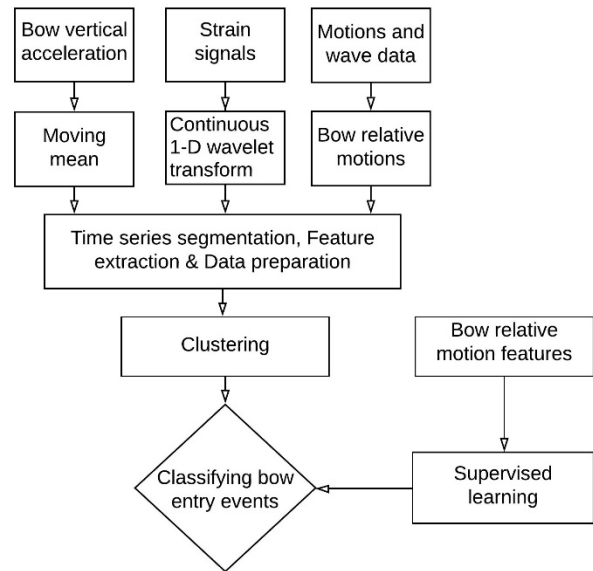 Bow vertical
acceleration
Strain
signals
Motions and
wave data
Moving
mean
Continuous
1-D wavelet
transform
Bow relative
motions
Time series segmentation, Feature
extraction & Data preparation
Clustering
Bow relative
motion features
Classifying bow
entry events
Supervised
learning